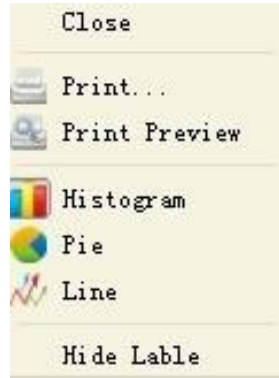 Close
Print...
Print Preview
Histogram
Pie
Line
Hide Lable